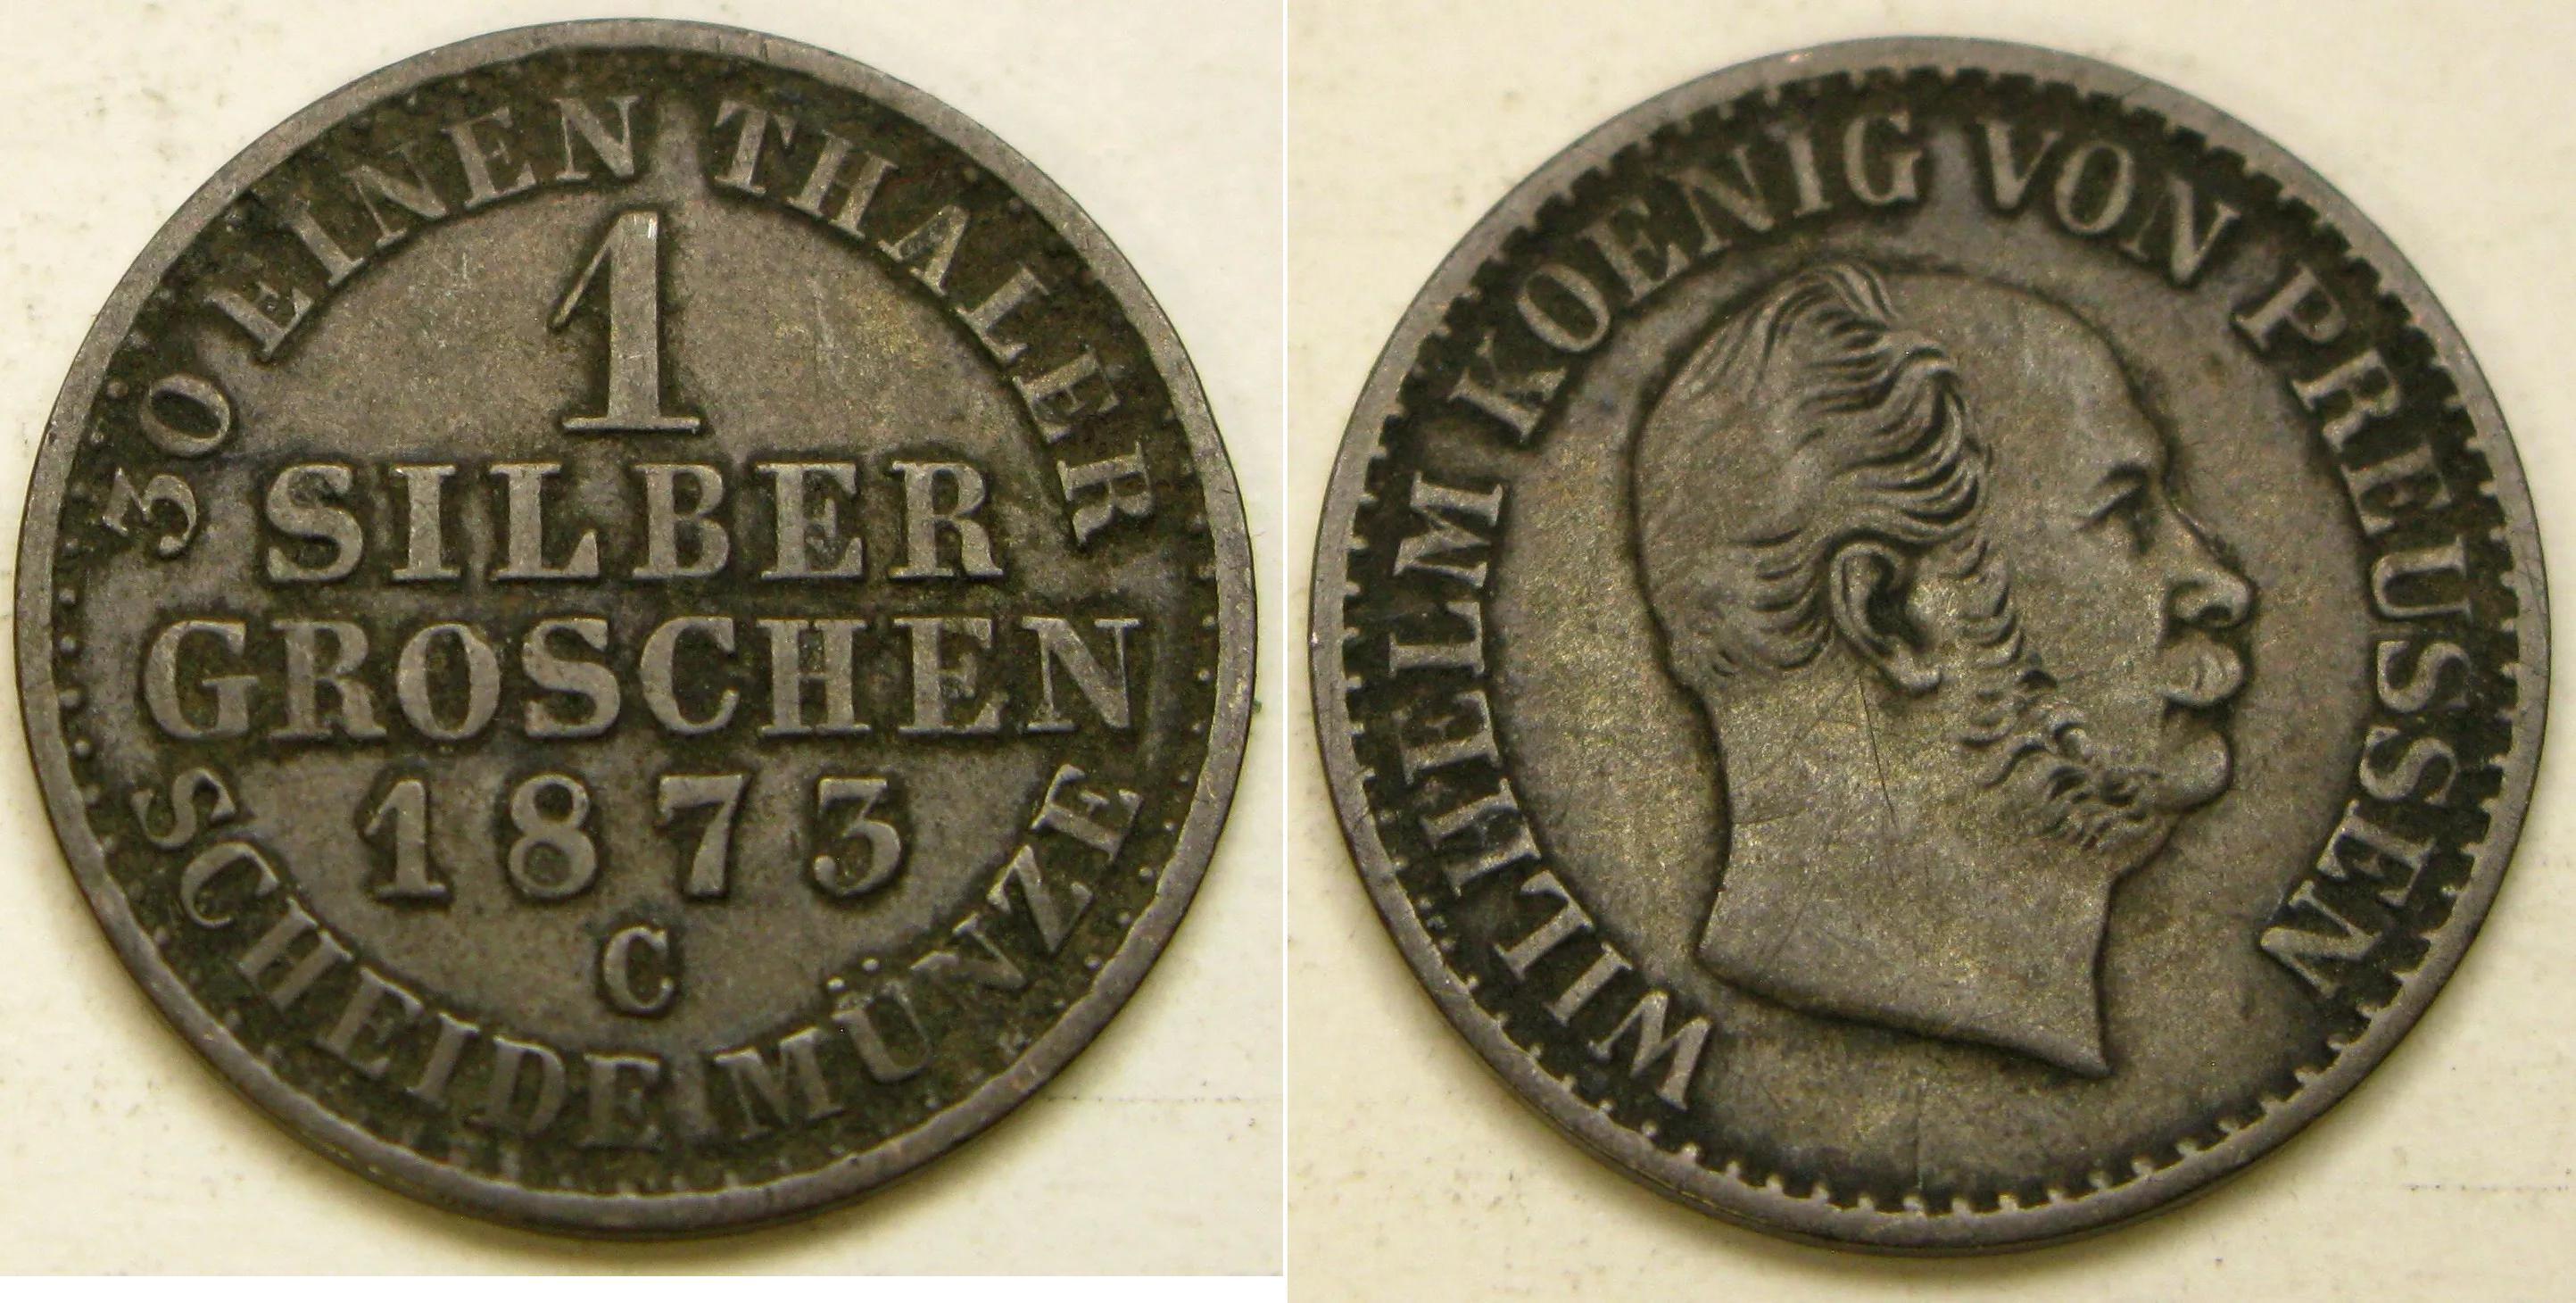 30 EINEN THALER
1
SILBER
GROSCHEN
1873
C
SCHEIDE MÜNZE
WILHELM KOENIG VON PREUSSEN